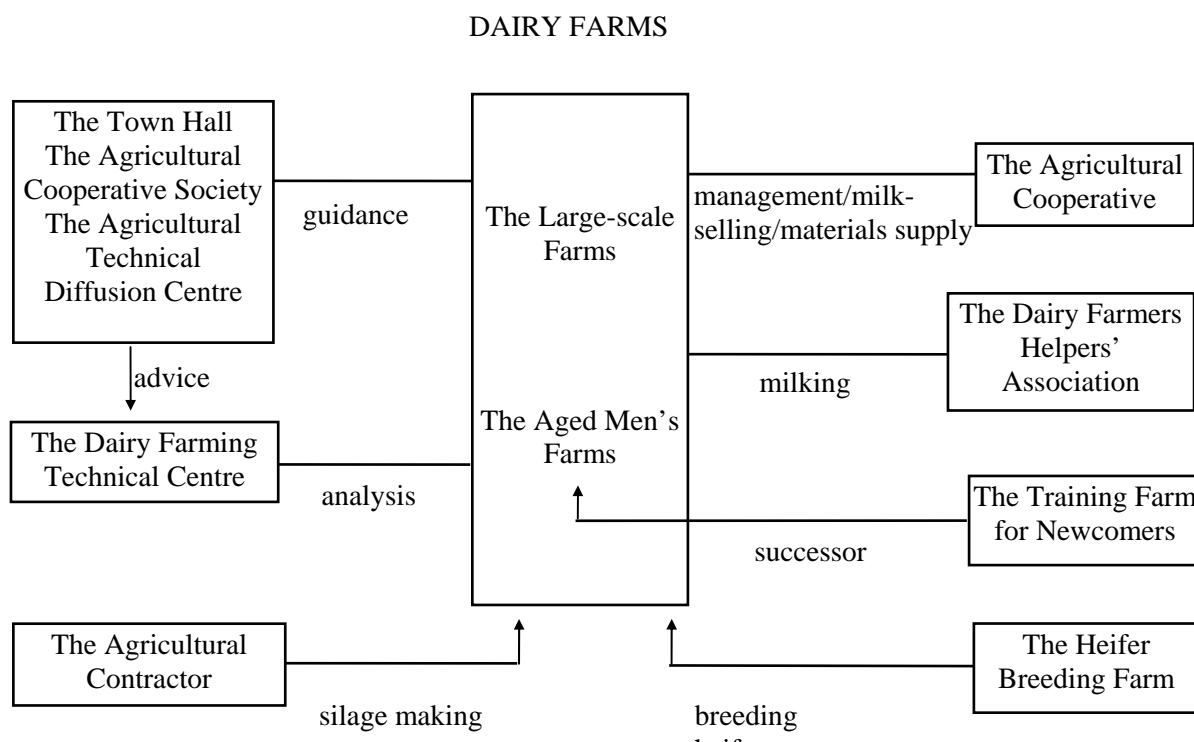 DAIRY FARMS
The Town Hall
The Agricultural
Cooperative Society
The Agricultural
Technical
Diffusion Centre
guidance
advice
The Dairy Farming
Technical Centre
analysis
The Agricultural
Contractor
silage making
The Large-scale
Farms
The Aged Men’s
Farms
management/milk-
selling/materials supply
The Agricultural
Cooperative
milking
The Dairy Farmers
Helpers’
Association
successor
The Training Farm
for Newcomers
breeding
The Heifer
Breeding Farm